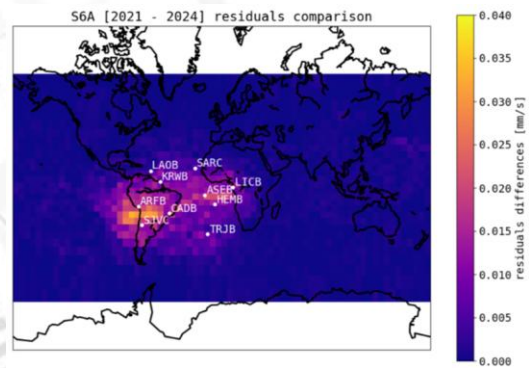 S6A [2021 - 2024] residuals comparison
0.040
0.035
0.030
0.025
0.020
0.015
0.010
0.005
0.000
residuals differences [mm/s]
LAOB
SARC
KRWB
LICB
ASEB
HEMB
ARFB
CADB
SJVC
TRJB